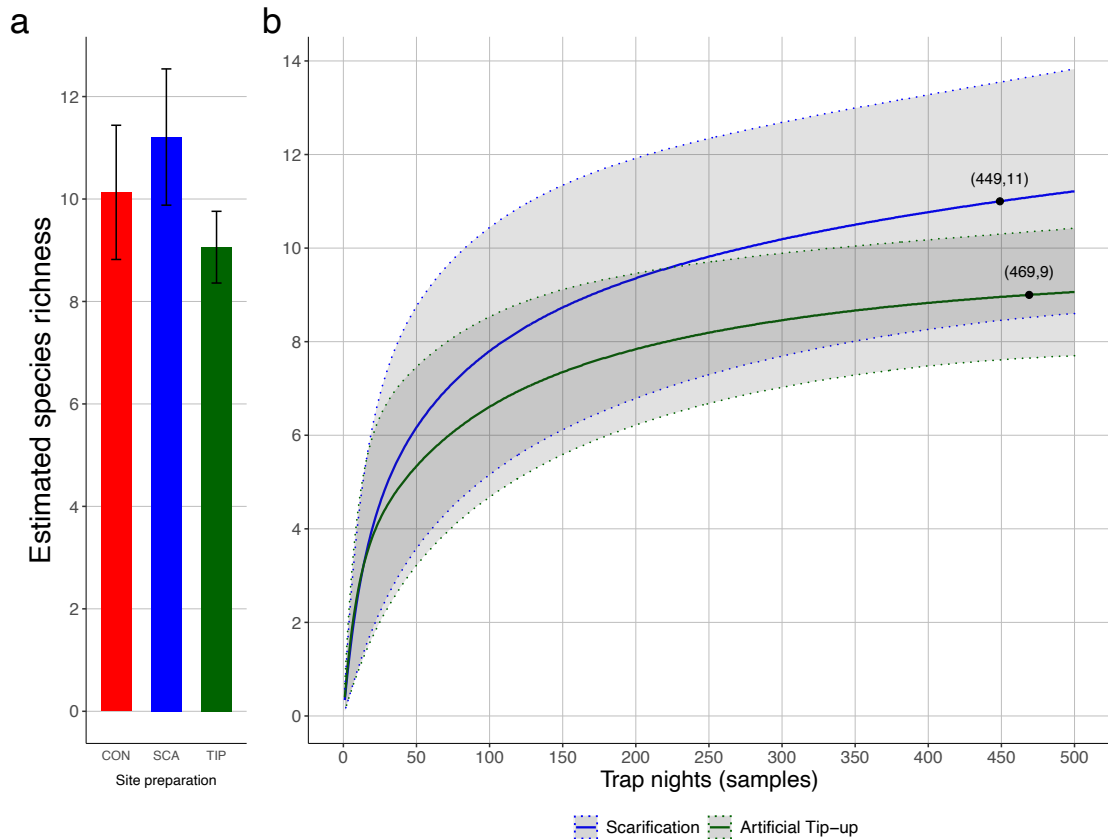 a
b
Estimated species richness
12
10
8
6
4
2
0
CON SCA TIP
Site preparation
14
12
10
8
6
4
2
0
(449,11)
(469,9)
0 50 100 150 200 250 300 350 400 450 500
Trap nights (samples)
Scarification Artificial Tip−up